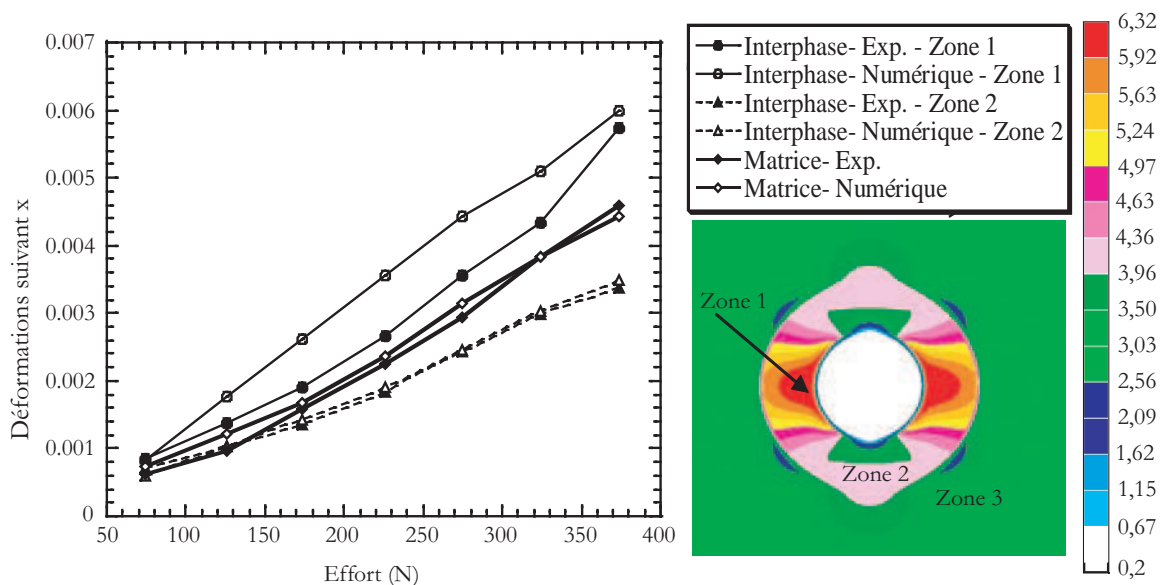 0.007
0.006
0.005
0.004
0.003
0.002
0.001
0
Déformations suivant x
50
100
150
200
250
300
350
400
Effort (N)
Interphase- Exp. - Zone 1
Interphase- Numérique - Zone 1
Interphase- Exp. - Zone 2
Interphase- Numérique - Zone 2
Matrice- Exp.
Matrice- Numérique
Zone 1
Zone 2
Zone 3
6,32
5,92
5,63
5,24
4,97
4,63
4,36
3,96
3,50
3,03
2,56
2,09
1,62
1,15
0,67
0,2